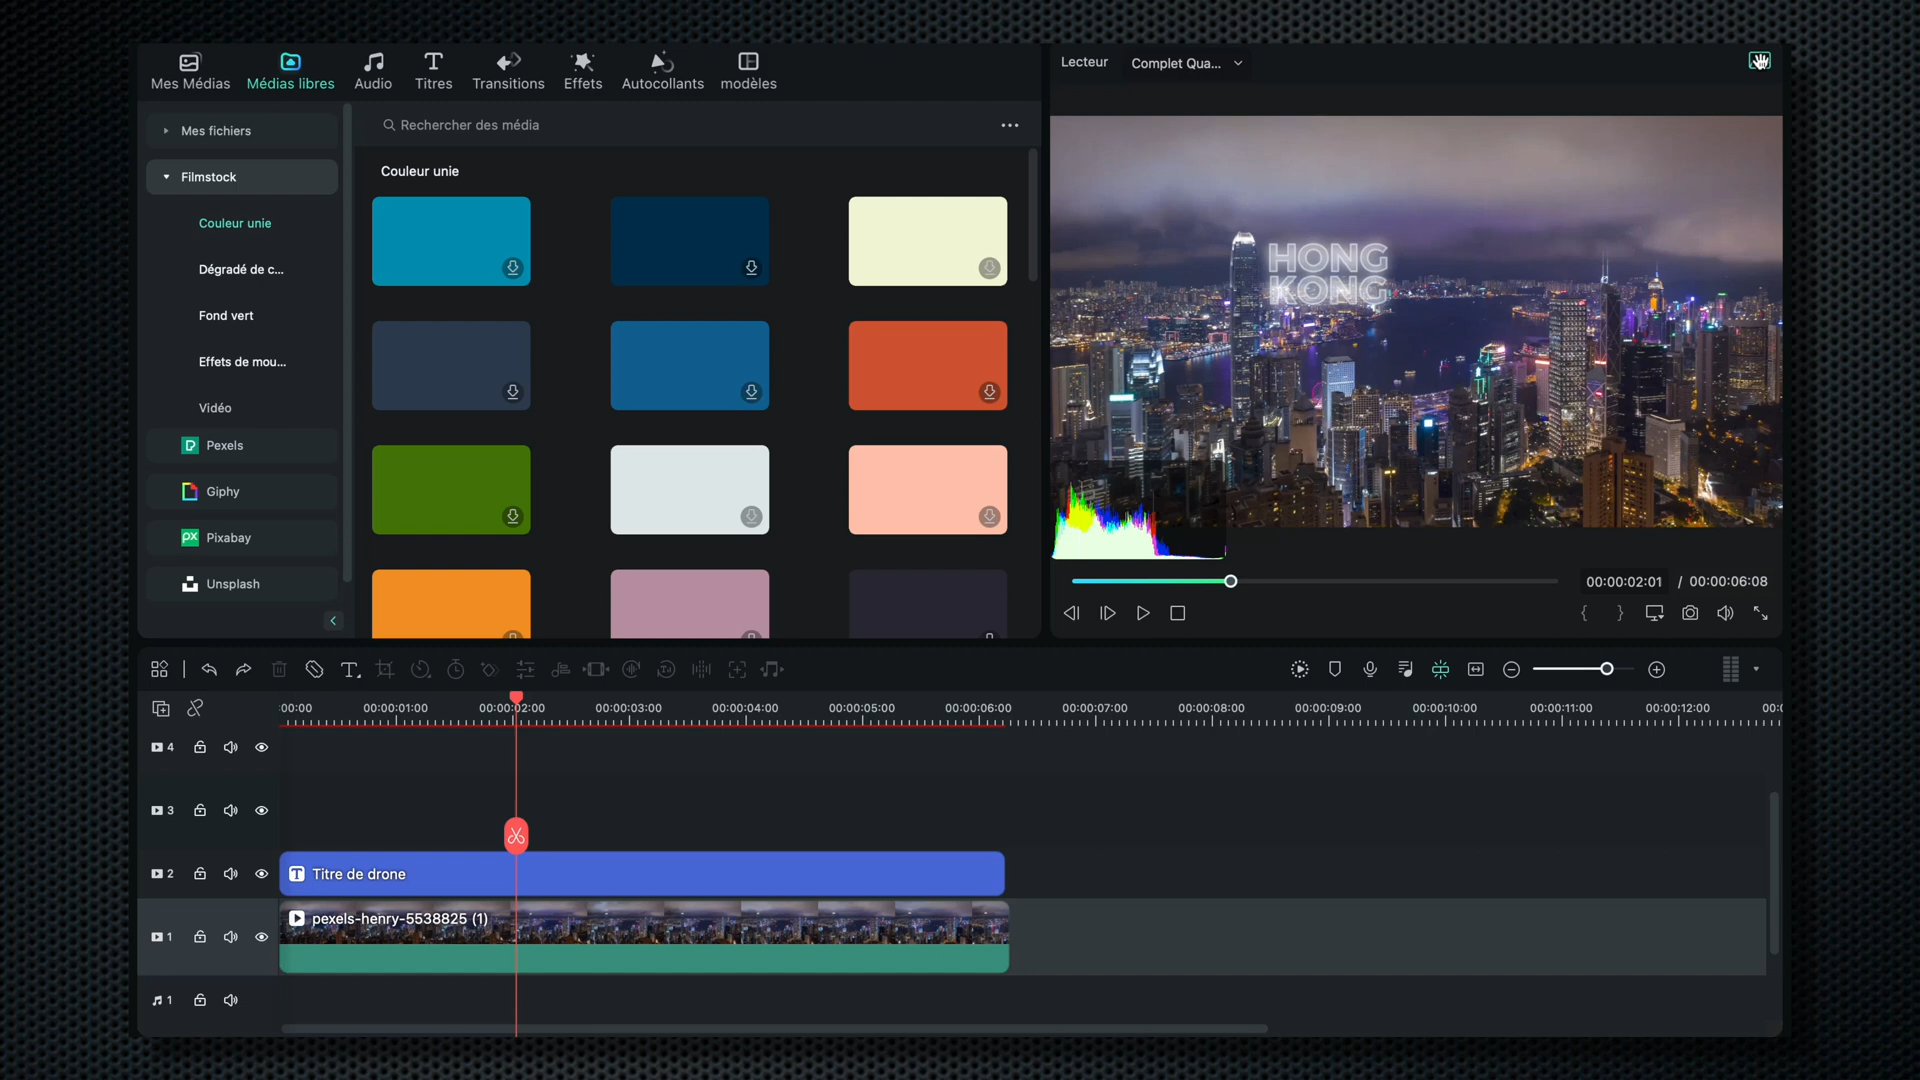 Mes Médias
Médias libres
Audio
Titres
Transitions
Effets
Autocollants
modèles
Lecteur
Complet Qua...
Mes fichiers
Filmstock
Couleur unie
Dégradé de c...
Fond vert
Effets de mou...
Vidéo
Pexels
Giphy
Pixabay
Unsplash
Rechercher des média
Couleur unie
HONG
KONG
00:00:02:01 / 00:00:06:08
:00:00 00:00:01:00 00:00:02:00 00:00:03:00 00:00:04:00 00:00:05:00 00:00:06:00 00:00:07:00 00:00:08:00 00:00:09:00 00:00:10:00 00:00:11:00 00:00:12:00 00:0
4
3
2
Titre de drone
1
pexels-henry-5538825 (1)
1